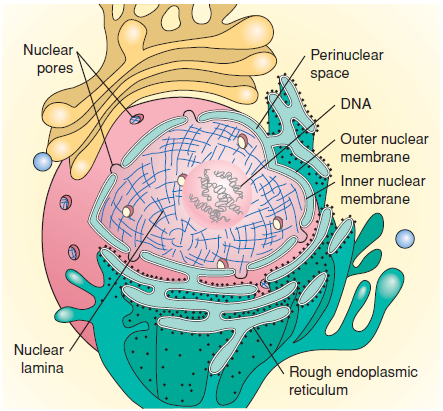 Nuclear
pores
Perinuclear
space
DNA
Outer nuclear
membrane
Inner nuclear
membrane
Nuclear
lamina
Rough endoplasmic
reticulum